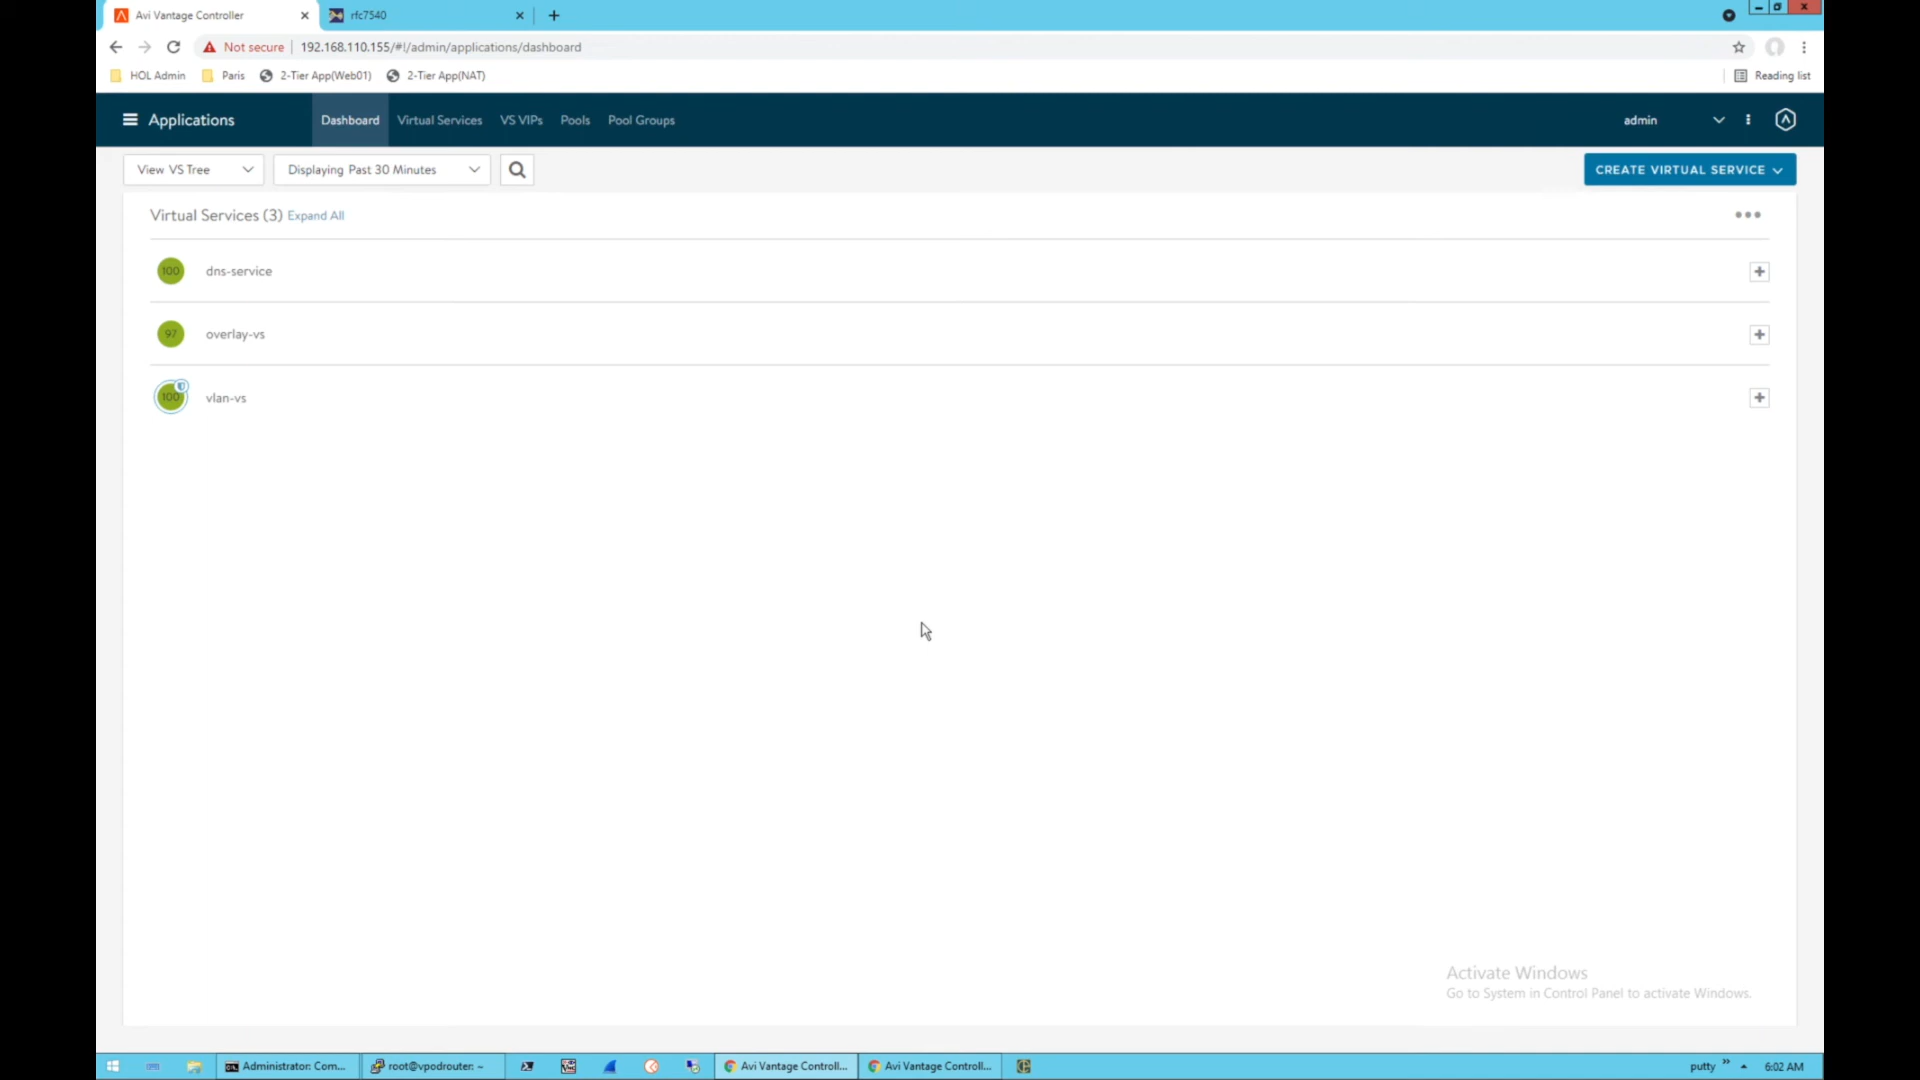 Avi Vantage Controller
rfc7540
Not secure
192.168.110.155/#!/admin/applications/dashboard
HOL Admin
Paris
2-Tier App(Web01)
2-Tier App(NAT)
Reading list
Applications
Dashboard
Virtual Services
VS VIPs
Pools
Pool Groups
admin
View VS Tree
Displaying Past 30 Minutes
CREATE VIRTUAL SERVICE
Virtual Services (3) Expand All
100 dns-service
97 overlay-vs
100 vlan-vs
Activate Windows
Go to System in Control Panel to activate Windows.
Administrator: Com...
root@vpodrouter: ~
Avi Vantage Controll...
Avi Vantage Controll...
putty
6:02 AM